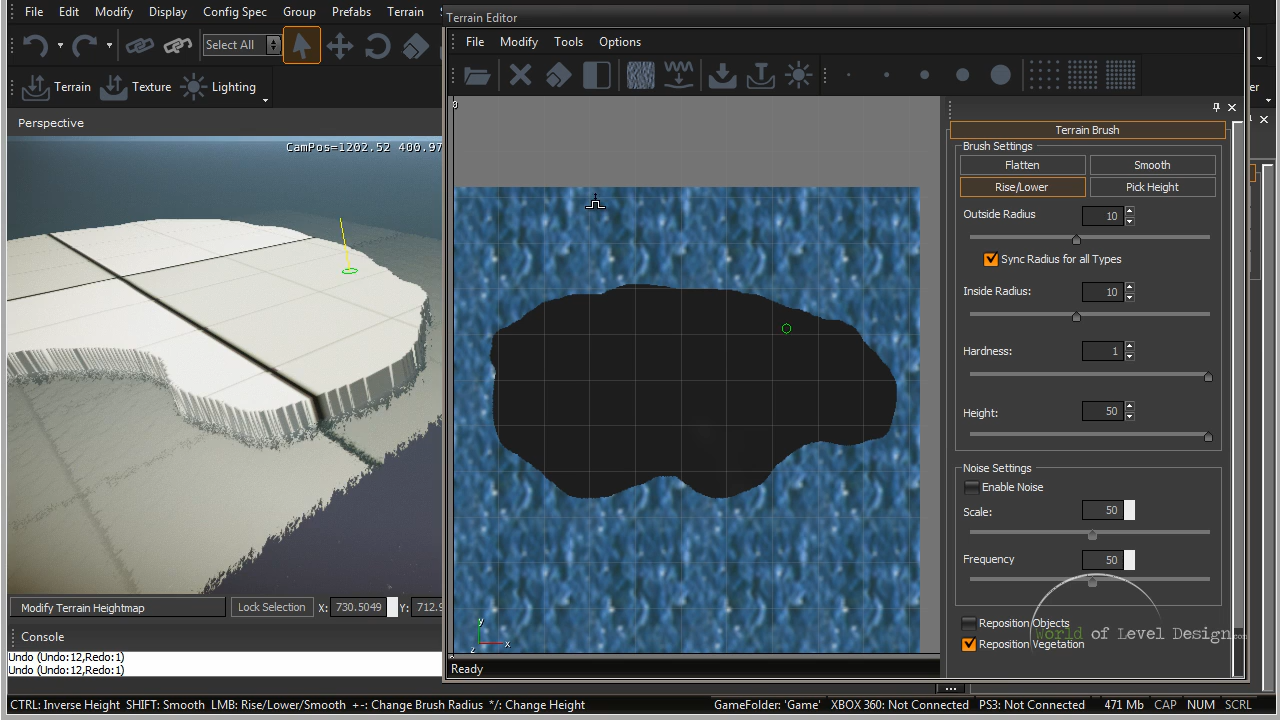 File Edit Modify Display Config Spec Group Prefabs Terrain
Select All
Terrain Texture Lighting
Perspective
CamPos=1202.52 400.97
Modify Terrain Heightmap Lock Selection X: 730.5049 Y: 712.9
Console
Undo (Undo:12,Redo:1)
Undo (Undo:12,Redo:1)
Terrain Editor
File Modify Tools Options
0
y
x
z
Ready
Terrain Brush
Brush Settings
Flatten Smooth
Rise/Lower Pick Height
Outside Radius 10
Sync Radius for all Types
Inside Radius: 10
Hardness: 1
Height: 50
Noise Settings
Enable Noise
Scale: 50
Frequency 50
Reposition Objects
World of Level Design.com
Reposition Vegetation
er
CTRL: Inverse Height SHIFT: Smooth LMB: Rise/Lower/Smooth +-: Change Brush Radius */: Change Height GameFolder: 'Game' XBOX 360: Not Connected PS3: Not Connected 471 Mb CAP NUM SCRL